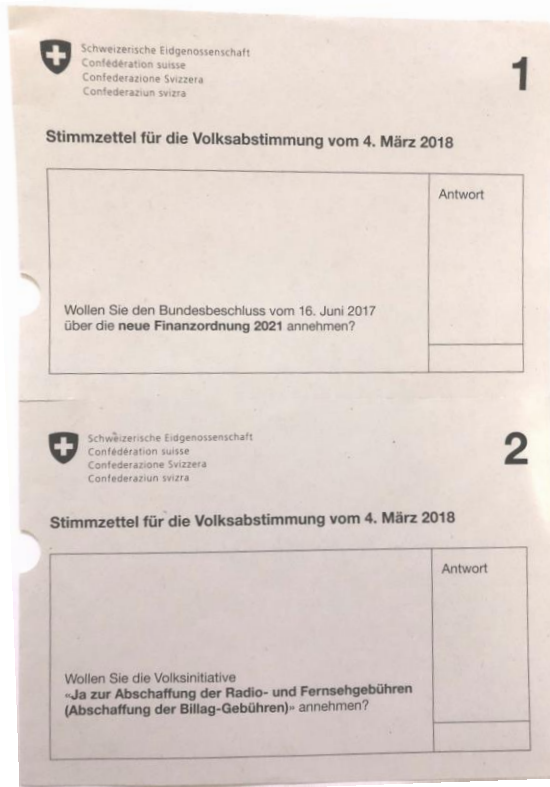 Schweizerische Eidgenossenschaft
Confédération suisse
Confederazione Svizzera
Confederaziun svizra
1
Stimmzettel für die Volksabstimmung vom 4. März 2018
Antwort
Wollen Sie den Bundesbeschluss vom 16. Juni 2017
über die neue Finanzordnung 2021 annehmen?
Schweizerische Eidgenossenschaft
Confédération suisse
Confederazione Svizzera
Confederaziun svizra
2
Stimmzettel für die Volksabstimmung vom 4. März 2018
Antwort
Wollen Sie die Volksinitiative
«Ja zur Abschaffung der Radio- und Fernsehgebühren
(Abschaffung der Billag-Gebühren)» annehmen?